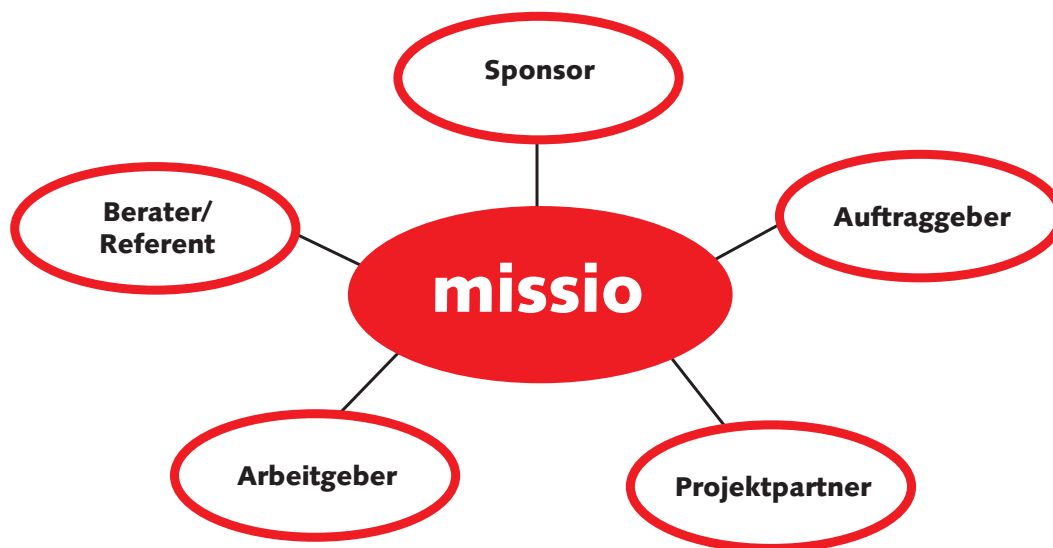 Sponsor
Berater/
Referent
Auftraggeber
missio
Arbeitgeber
Projektpartner